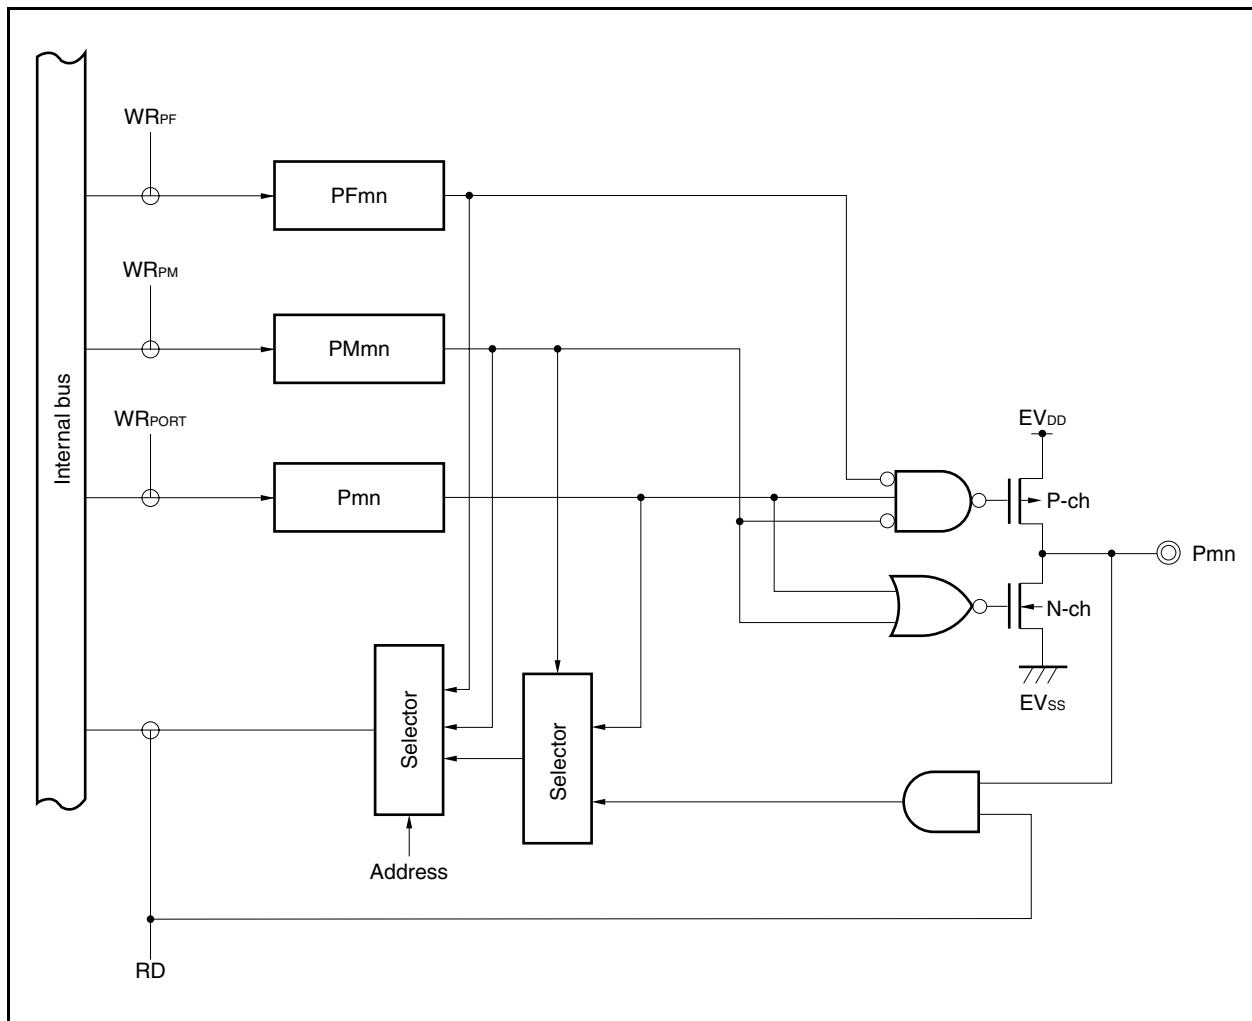 WRPF
PFmn
WRPM
PMmn
WRPORT
Pmn
Internal bus
EVDD
P-ch
Pmn
N-ch
EVSS
Selector
Selector
Address
RD